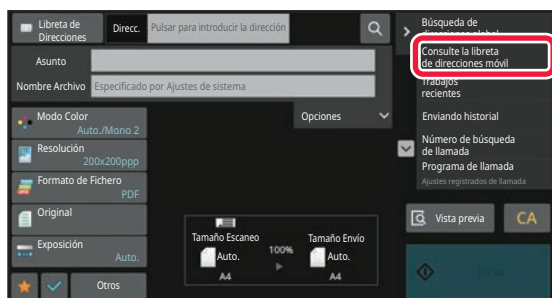 Libreta de
Direcciones
Direcc.
Pulsar para introducir la dirección
Asunto
Nombre Archivo
Especificado por Ajustes de sistema
Modo Color
Auto./Mono 2
Opciones
Resolución
200x200ppp
Formato de Fichero
PDF
Original
Exposición
Auto.
Otros
Tamaño Escaneo
Auto.
A4
100%
Tamaño Envío
Auto.
A4
Búsqueda de
direcciones global
Consulte la libreta
de direcciones móvil
Trabajos
recientes
Enviando historial
Número de búsqueda
de llamada
Programa de llamada
Ajustes registrados de llamada
Vista previa
CA